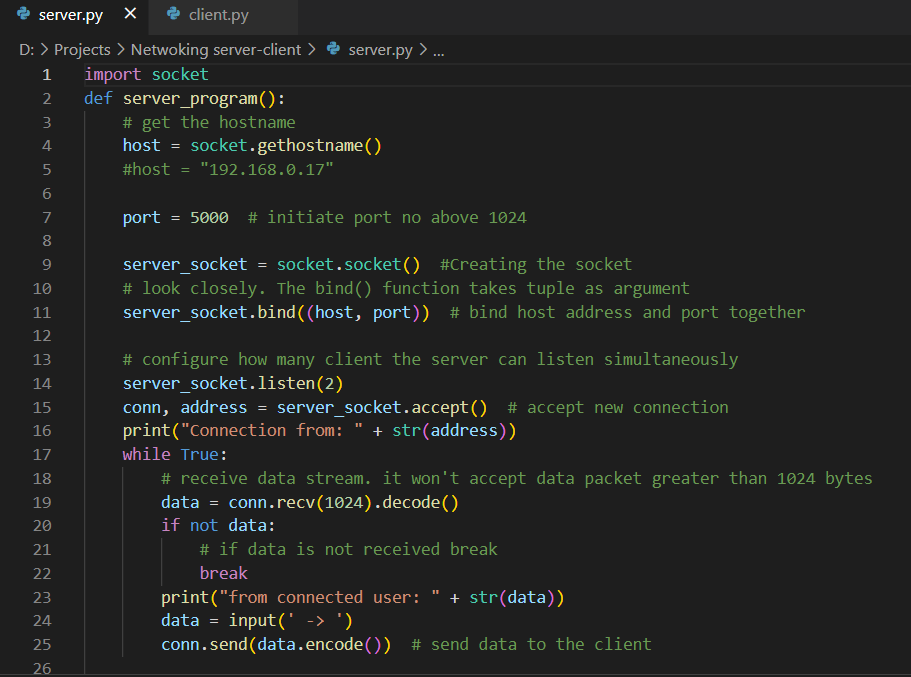 server.py × client.py
D: > Projects > Netwoking server-client > server.py > ...
1 import socket
2 def server_program():
3     # get the hostname
4     host = socket.gethostname()
5     #host = "192.168.0.17"
6
7     port = 5000  # initiate port no above 1024
8
9     server_socket = socket.socket()  #Creating the socket
10     # look closely. The bind() function takes tuple as argument
11     server_socket.bind((host, port))  # bind host address and port together
12
13     # configure how many client the server can listen simultaneously
14     server_socket.listen(2)
15     conn, address = server_socket.accept()  # accept new connection
16     print("Connection from: " + str(address))
17     while True:
18         # receive data stream. it won't accept data packet greater than 1024 bytes
19         data = conn.recv(1024).decode()
20         if not data:
21             # if data is not received break
22             break
23         print("from connected user: " + str(data))
24         data = input(' -> ')
25         conn.send(data.encode())  # send data to the client
26